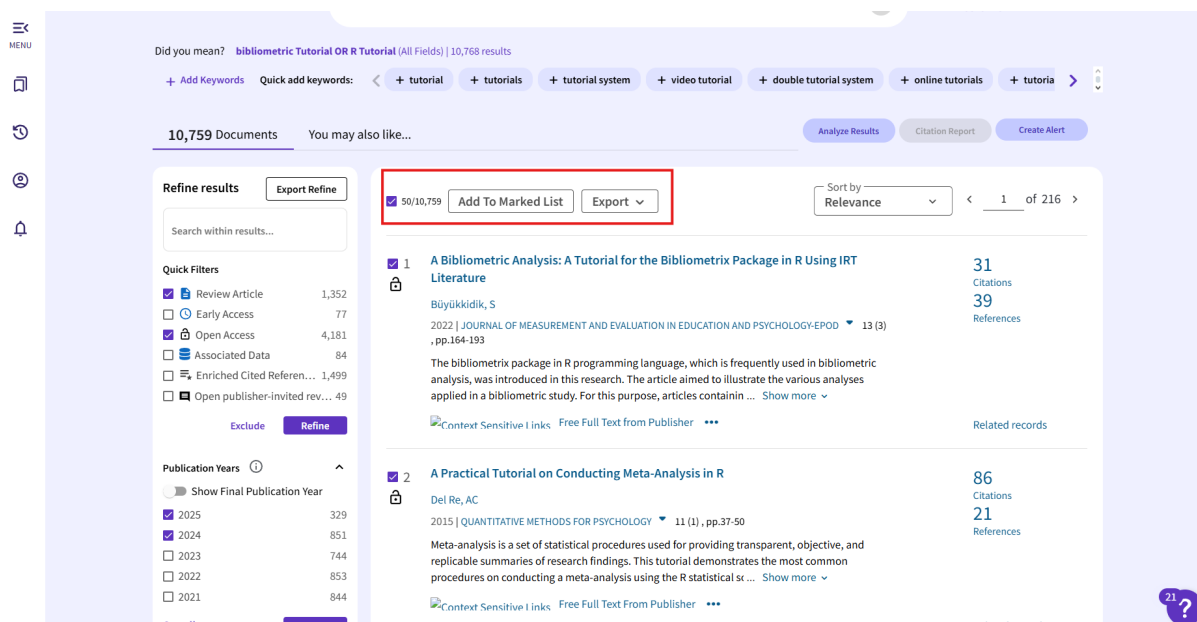 MENU
Did you mean? bibliometric Tutorial OR R Tutorial (All Fields) | 10,768 results
+ Add Keywords Quick add keywords: + tutorial + tutorials + tutorial system + video tutorial + double tutorial system + online tutorials + tutoria
10,759 Documents You may also like...
Analyze Results Citation Report Create Alert
Refine results Export Refine
Search within results...
Quick Filters
Review Article 1,352
Early Access 77
Open Access 4,181
Associated Data 84
Enriched Cited Referen... 1,499
Open publisher-invited rev... 49
Exclude Refine
Publication Years
Show Final Publication Year
2025 329
2024 851
2023 744
2022 853
2021 844
50/10,759 Add To Marked List Export
Sort by
Relevance
1 of 216
1 A Bibliometric Analysis: A Tutorial for the Bibliometrix Package in R Using IRT
Literature
Büyükkidik, S
2022 | JOURNAL OF MEASUREMENT AND EVALUATION IN EDUCATION AND PSYCHOLOGY-EPOD 13 (3)
, pp.164-193
The bibliometrix package in R programming language, which is frequently used in bibliometric
analysis, was introduced in this research. The article aimed to illustrate the various analyses
applied in a bibliometric study. For this purpose, articles containin ... Show more
Context Sensitive Links Free Full Text from Publisher •••
31
Citations
39
References
Related records
2 A Practical Tutorial on Conducting Meta-Analysis in R
Del Re, AC
2015 | QUANTITATIVE METHODS FOR PSYCHOLOGY 11 (1) , pp.37-50
Meta-analysis is a set of statistical procedures used for providing transparent, objective, and
replicable summaries of research findings. This tutorial demonstrates the most common
procedures on conducting a meta-analysis using the R statistical sc ... Show more
Context Sensitive Links Free Full Text From Publisher •••
86
Citations
21
References
21
?